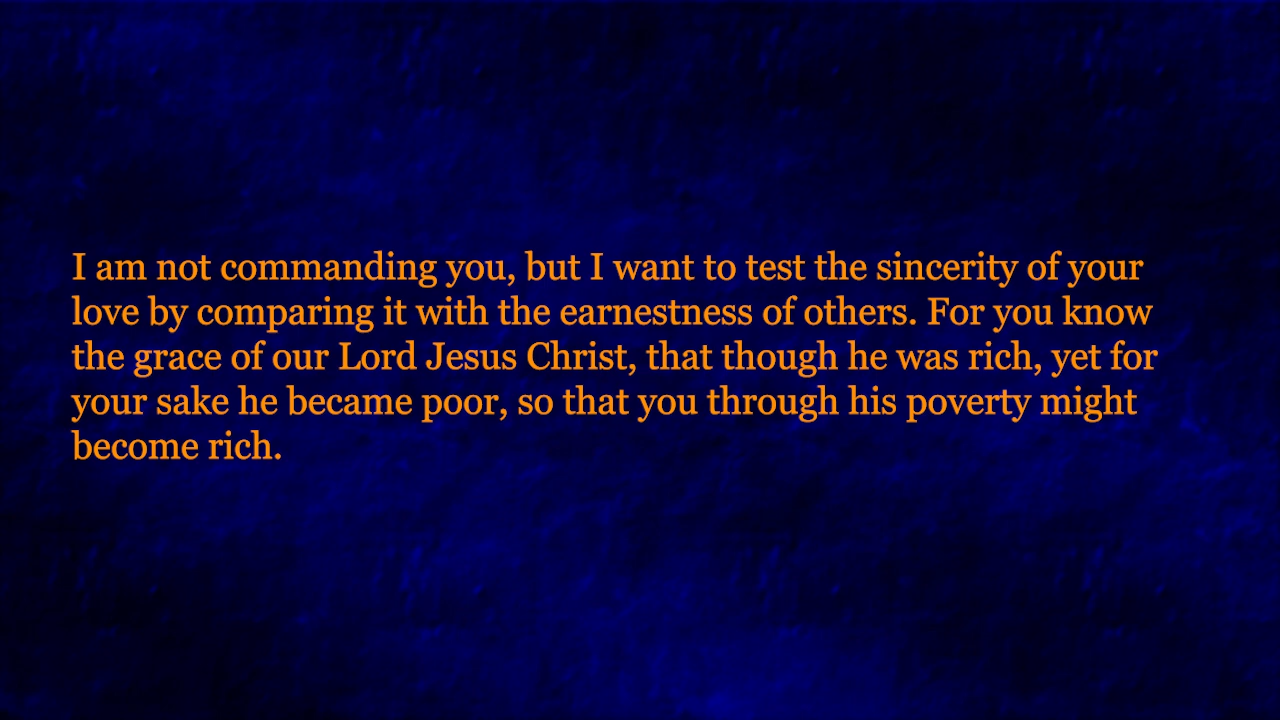 I am not commanding you, but I want to test the sincerity of your
love by comparing it with the earnestness of others. For you know
the grace of our Lord Jesus Christ, that though he was rich, yet for
your sake he became poor, so that you through his poverty might
become rich.